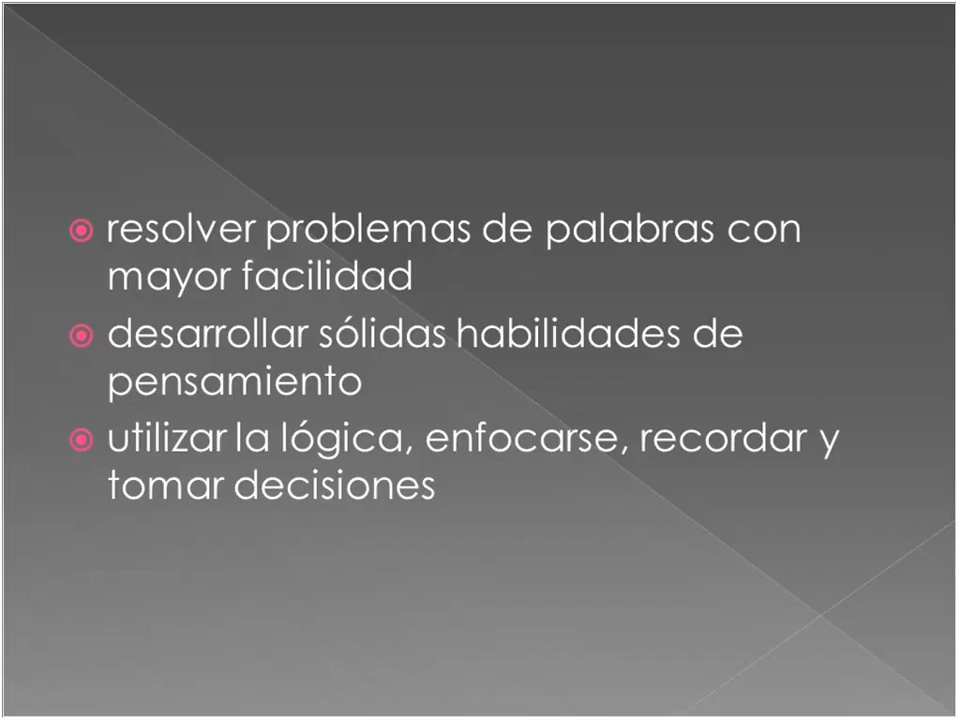 resolver problemas de palabras con
mayor facilidad
desarrollar sólidas habilidades de
pensamiento
utilizar la lógica, enfocarse, recordar y
tomar decisiones